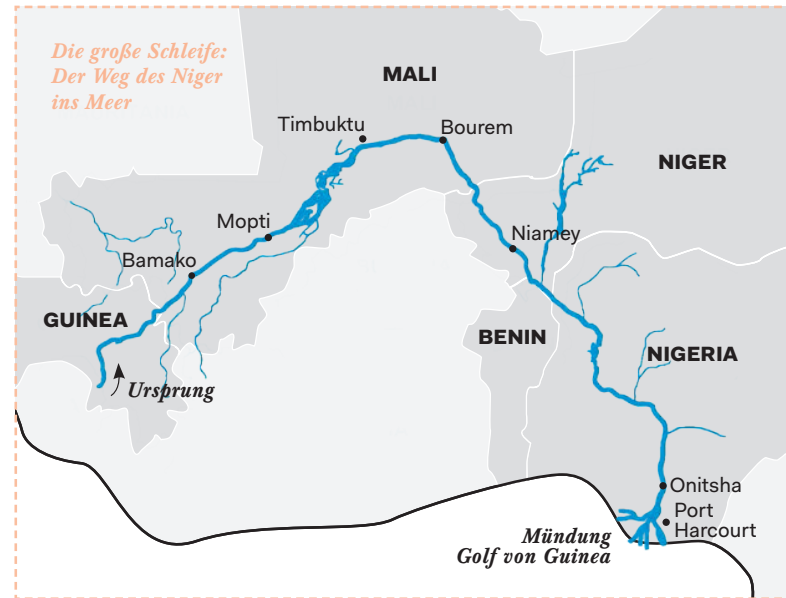 Die große Schleife:
Der Weg des Niger
ins Meer
MALI
Timbuktu
Bourem
NIGER
Mopti
Niamey
Bamako
GUINEA
BENIN
NIGERIA
Ursprung
Onitsha
Port
Harcourt
Mündung
Golf von Guinea